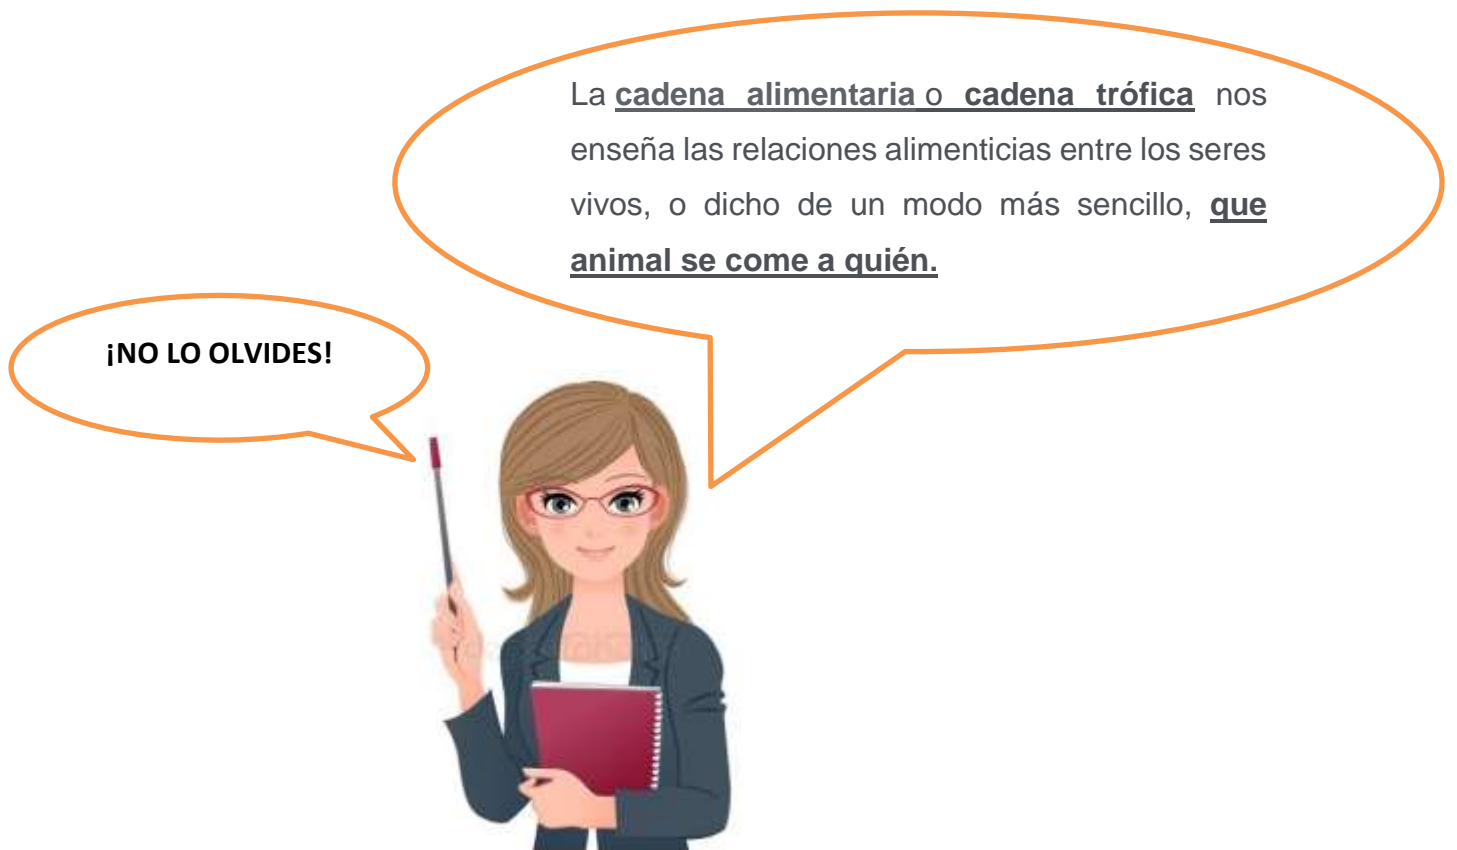 La cadena alimentaria o cadena trófica nos
enseña las relaciones alimenticias entre los seres
vivos, o dicho de un modo más sencillo, que
animal se come a quién.
¡NO LO OLVIDES!